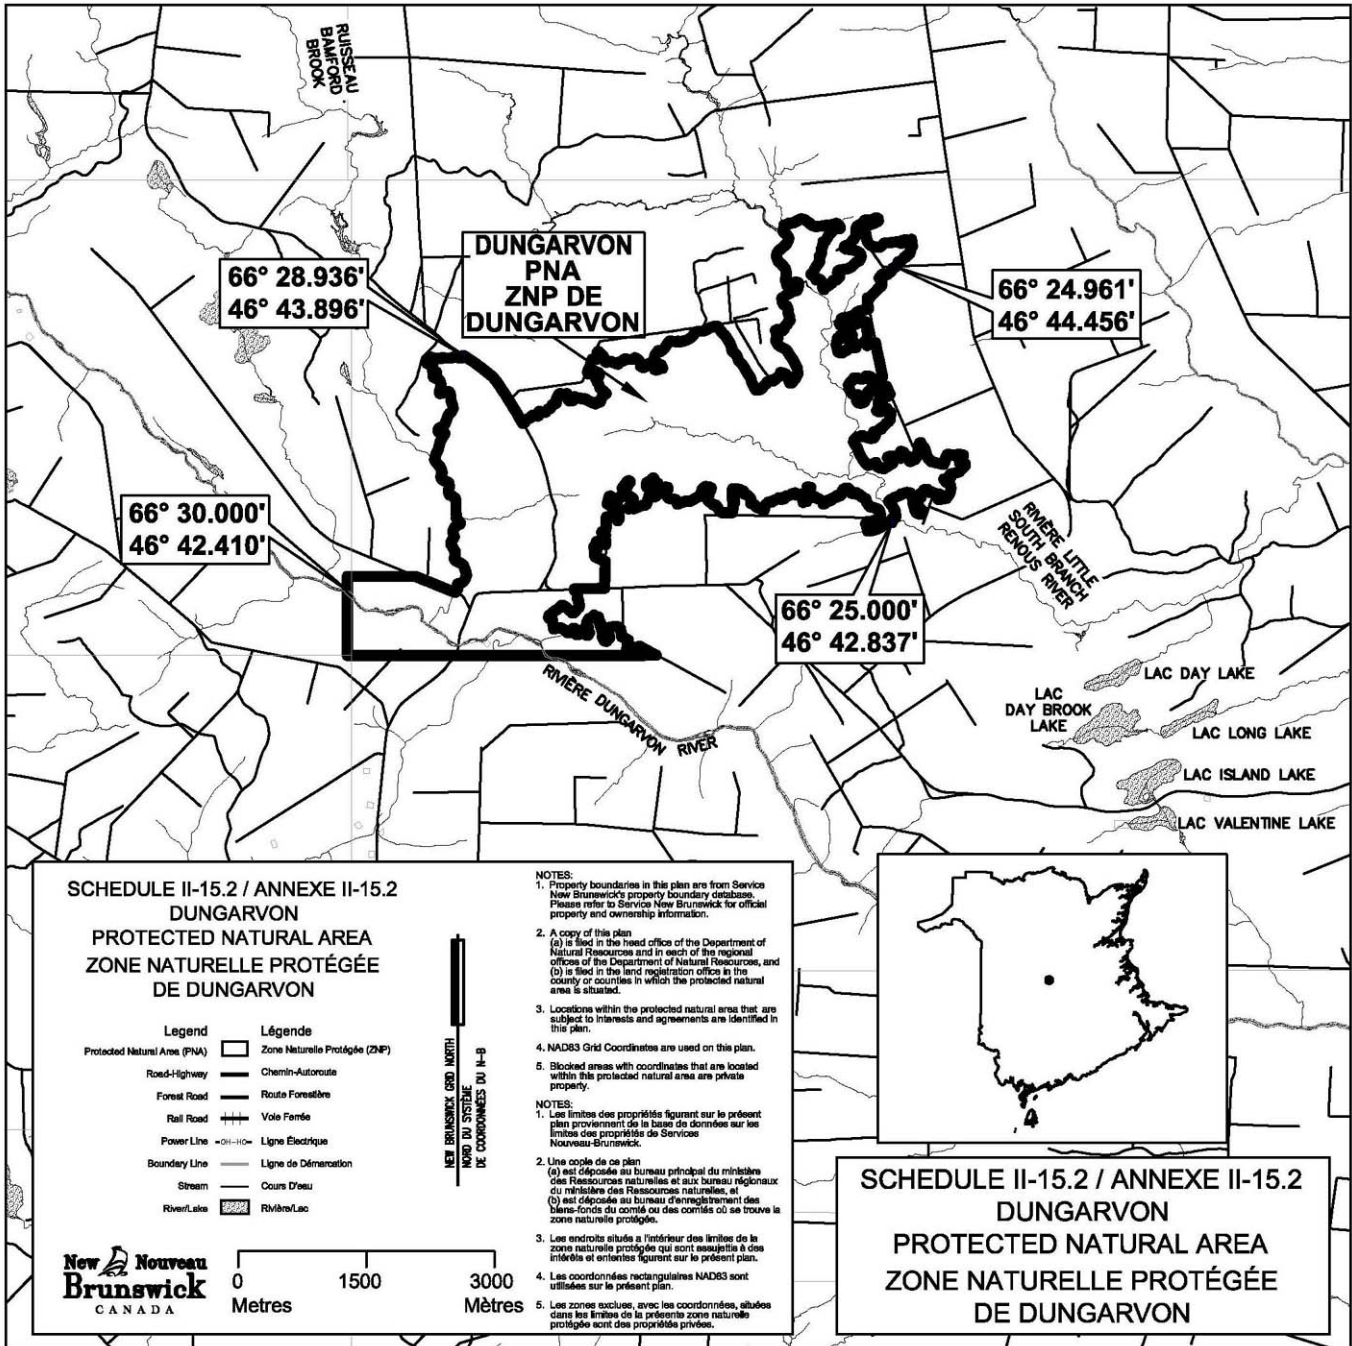 RUISSEAU
BAMFORD
BROOK
DUNGARVON
PNA
ZNP DE
DUNGARVON
66° 28.936'
46° 43.896'
66° 24.961'
46° 44.456'
66° 30.000'
46° 42.410'
66° 25.000'
46° 42.837'
RIVIÈRE LITTLE
SOUTH BRANCH
RENOUS RIVER
RIVIÈRE DUNGARVON RIVER
LAC DAY LAKE
LAC
DAY BROOK
LAKE
LAC LONG LAKE
LAC ISLAND LAKE
LAC VALENTINE LAKE
SCHEDULE II-15.2 / ANNEXE II-15.2
DUNGARVON
PROTECTED NATURAL AREA
ZONE NATURELLE PROTÉGÉE
DE DUNGARVON
Legend Légende
Protected Natural Area (PNA) Zone Naturelle Protégée (ZNP)
Road-Highway Chemin-Autoroute
Forest Road Route Forestière
Rail Road Voie Ferrée
Power Line -OH-HO- Ligne Électrique
Boundary Line Ligne de Démarcation
Stream Cours D'eau
River/Lake Rivière/Lac
NEW BRUNSWICK GRID NORTH
NORD DU SYSTÈME
DE COORDONNÉES DU N-B
New Nouveau
Brunswick
CANADA
0 1500 3000
Metres Mètres
NOTES:
1. Property boundaries in this plan are from Service
New Brunswick's property boundary database.
Please refer to Service New Brunswick for official
property and ownership information.
2. A copy of this plan
(a) is filed in the head office of the Department of
Natural Resources and in each of the regional
offices of the Department of Natural Resources, and
(b) is filed in the land registration office in the
county or counties in which the protected natural
area is situated.
3. Locations within the protected natural area that are
subject to interests and agreements are identified in
this plan.
4. NAD83 Grid Coordinates are used on this plan.
5. Blocked areas with coordinates that are located
within this protected natural area are private
property.
NOTES:
1. Les limites des propriétés figurant sur le présent
plan proviennent de la base de données sur les
limites des propriétés de Services
Nouveau-Brunswick.
2. Une copie de ce plan
(a) est déposée au bureau principal du ministère
des Ressources naturelles et aux bureau régionaux
du ministère des Ressources naturelles, et
(b) est déposée au bureau d'enregistrement des
biens-fonds du comté ou des comtés où se trouve la
zone naturelle protégée.
3. Les endroits situés a l'intérieur des limites de la
zone naturelle protégée qui sont assujettis à des
intérêts et ententes figurent sur le présent plan.
4. Les coordonnées rectangulaires NAD83 sont
utilisées sur le présent plan.
5. Les zones exclues, avec les coordonnées, situées
dans les limites de la présente zone naturelle
protégée sont des propriétés privées.
SCHEDULE II-15.2 / ANNEXE II-15.2
DUNGARVON
PROTECTED NATURAL AREA
ZONE NATURELLE PROTÉGÉE
DE DUNGARVON